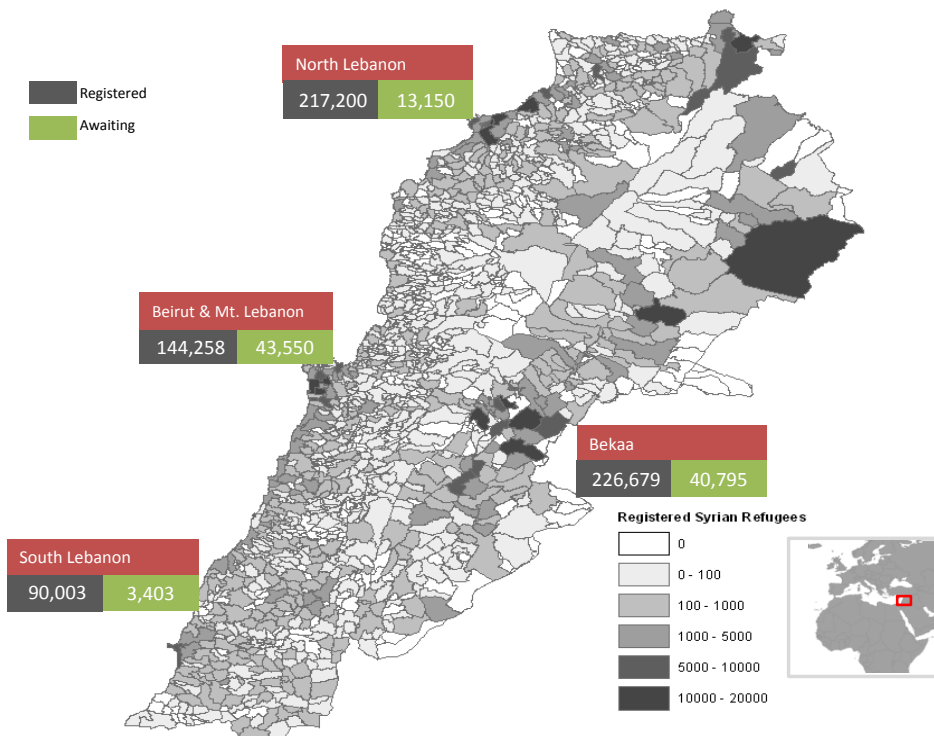 North Lebanon
217,200 13,150
Registered
Awaiting
Beirut & Mt. Lebanon
144,258 43,550
Bekaa
226,679 40,795
South Lebanon
90,003 3,403
Registered Syrian Refugees
0
0 - 100
100 - 1000
1000 - 5000
5000 - 10000
10000 - 20000